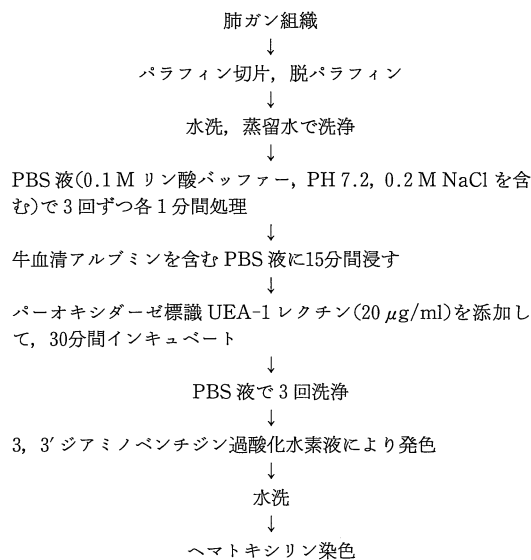 肺ガン組織
↓
パラフィン切片，脱パラフィン
↓
水洗，蒸留水で洗浄
↓
PBS 液(0.1 M リン酸バッファー，PH 7.2，0.2 M NaCl を含
む)で 3 回ずつ各 1 分間処理
↓
牛血清アルブミンを含む PBS 液に15分間浸す
↓
パーオキシダーゼ標識 UEA-1 レクチン(20 μg/ml)を添加し
て，30分間インキュベート
↓
PBS 液で 3 回洗浄
↓
3，3′ ジアミノベンチジン過酸化水素液により発色
↓
水洗
↓
ヘマトキシリン染色